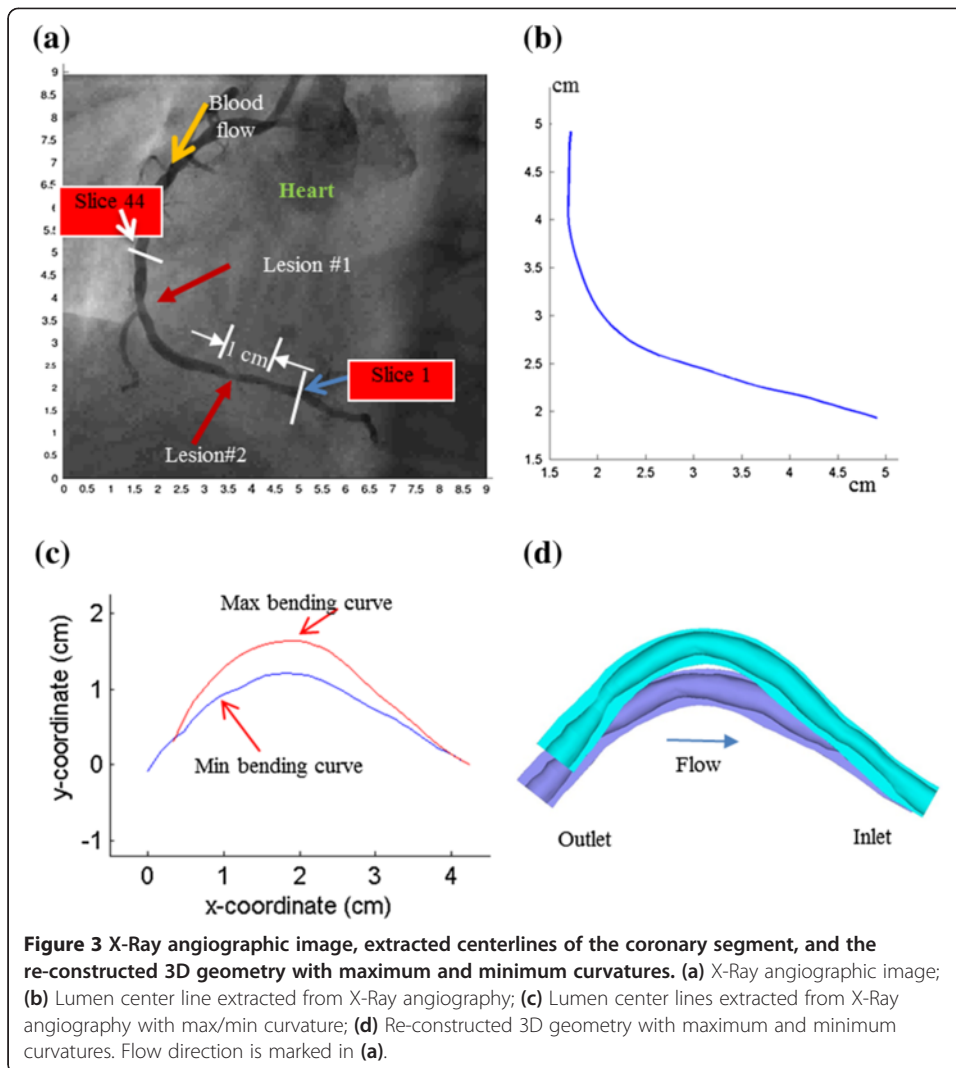 (a)
9
8.5
8
7.5
7
6.5
6
5.5
5
4.5
4
3.5
3
2.5
2
1.5
1
0.5
0
0 0.5 1 1.5 2 2.5 3 3.5 4 4.5 5 5.5 6 6.5 7 7.5 8 8.5 9
Blood
flow
Heart
Slice 44
Lesion #1
1 cm
Slice 1
Lesion#2
(b)
cm
5
4.5
4
3.5
3
2.5
2
1.5
1.5 2 2.5 3 3.5 4 4.5 5
cm
(c)
Max bending curve
Min bending curve
y-coordinate (cm)
2
1
0
-1
0 1 2 3 4
x-coordinate (cm)
(d)
Flow
Outlet
Inlet
Figure 3 X-Ray angiographic image, extracted centerlines of the coronary segment, and the
re-constructed 3D geometry with maximum and minimum curvatures. (a) X-Ray angiographic image;
(b) Lumen center line extracted from X-Ray angiography; (c) Lumen center lines extracted from X-Ray
angiography with max/min curvature; (d) Re-constructed 3D geometry with maximum and minimum
curvatures. Flow direction is marked in (a).